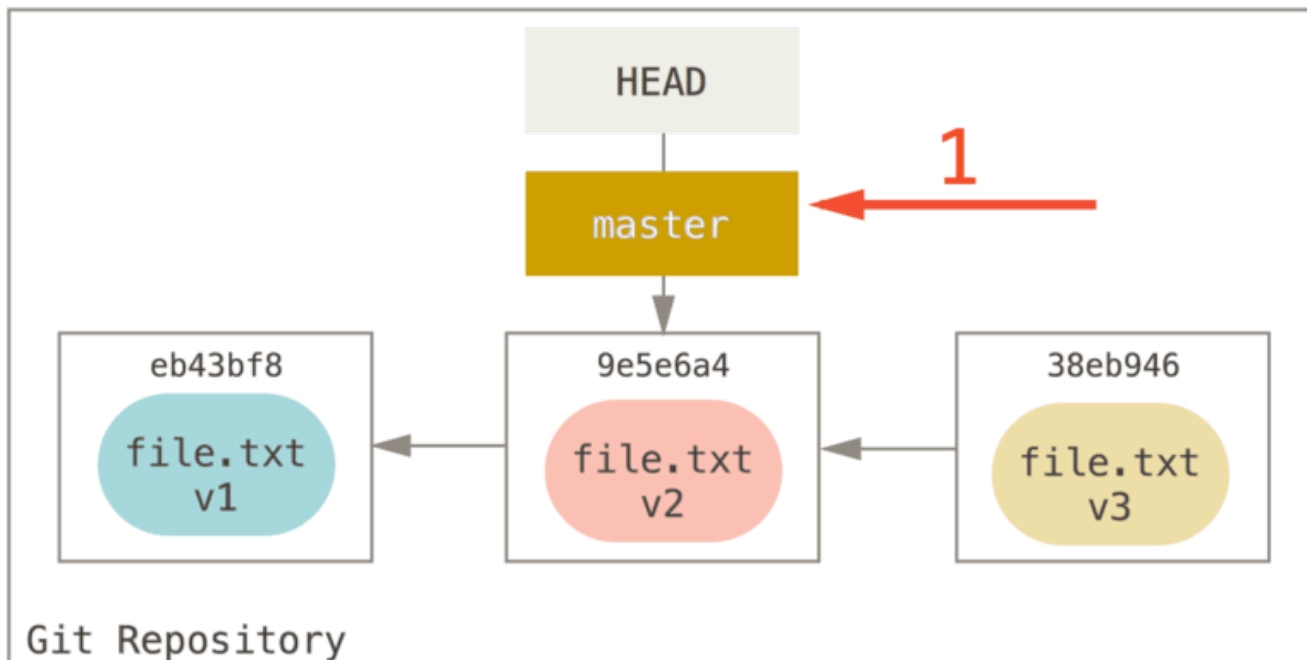 HEAD
1
master
eb43bf8
9e5e6a4
38eb946
file.txt
v1
file.txt
v2
file.txt
v3
Git Repository